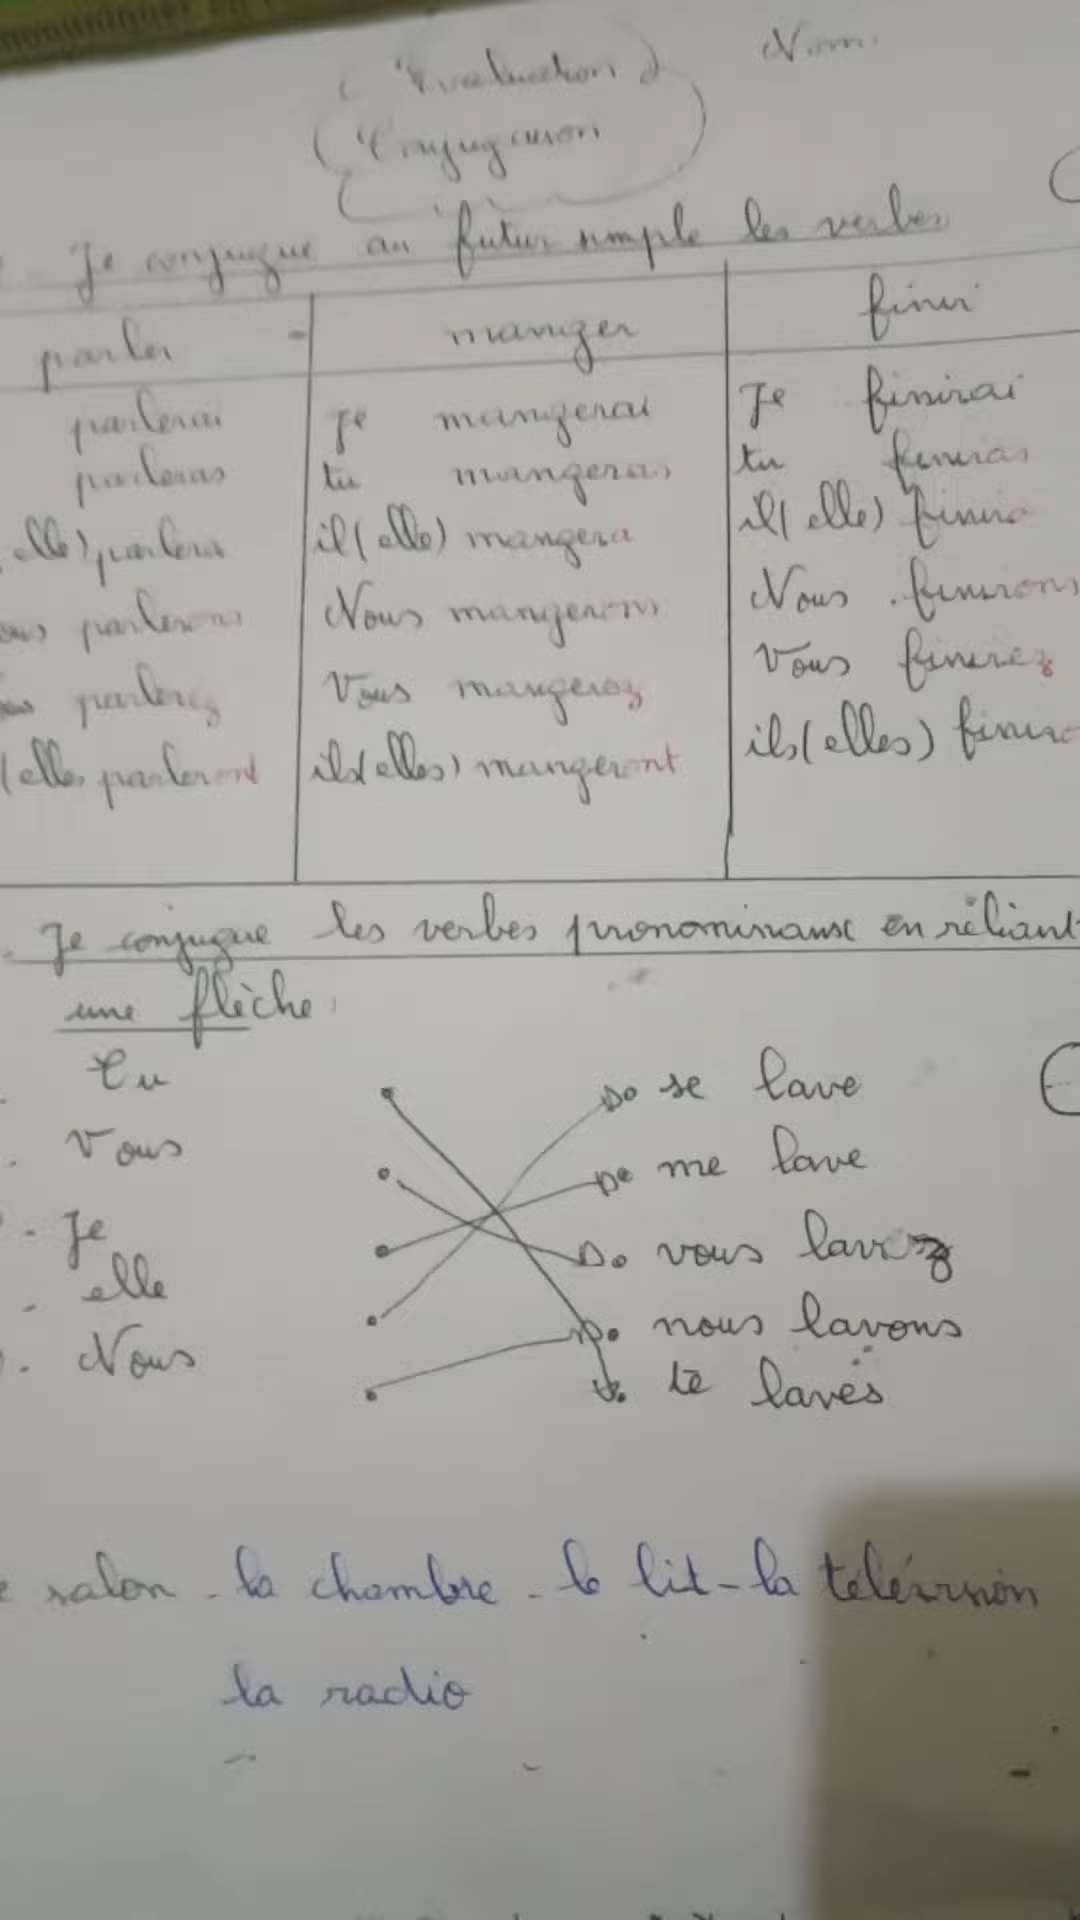 Nom:
Evaluation
Conjugaison
Je conjugue au futur simple les verbes
parler manger finir
parlerai Je mangerai Je finirai
parleras tu mangeras tu finiras
elle) parlera il(elle) mangera il(elle) finira
parlerons Nous mangerons Nous finirons
parlerez Vous mangerez Vous finirez
(elles parleront ils(elles) mangeront ils(elles) finiro
Je conjugue les verbes pronominaux en réliant
une flèche:
Tu se lave
Vous me lave
Je vous lavez
elle nous lavons
Nous te laves
salon - la chambre - le lit - la télévision
la radio